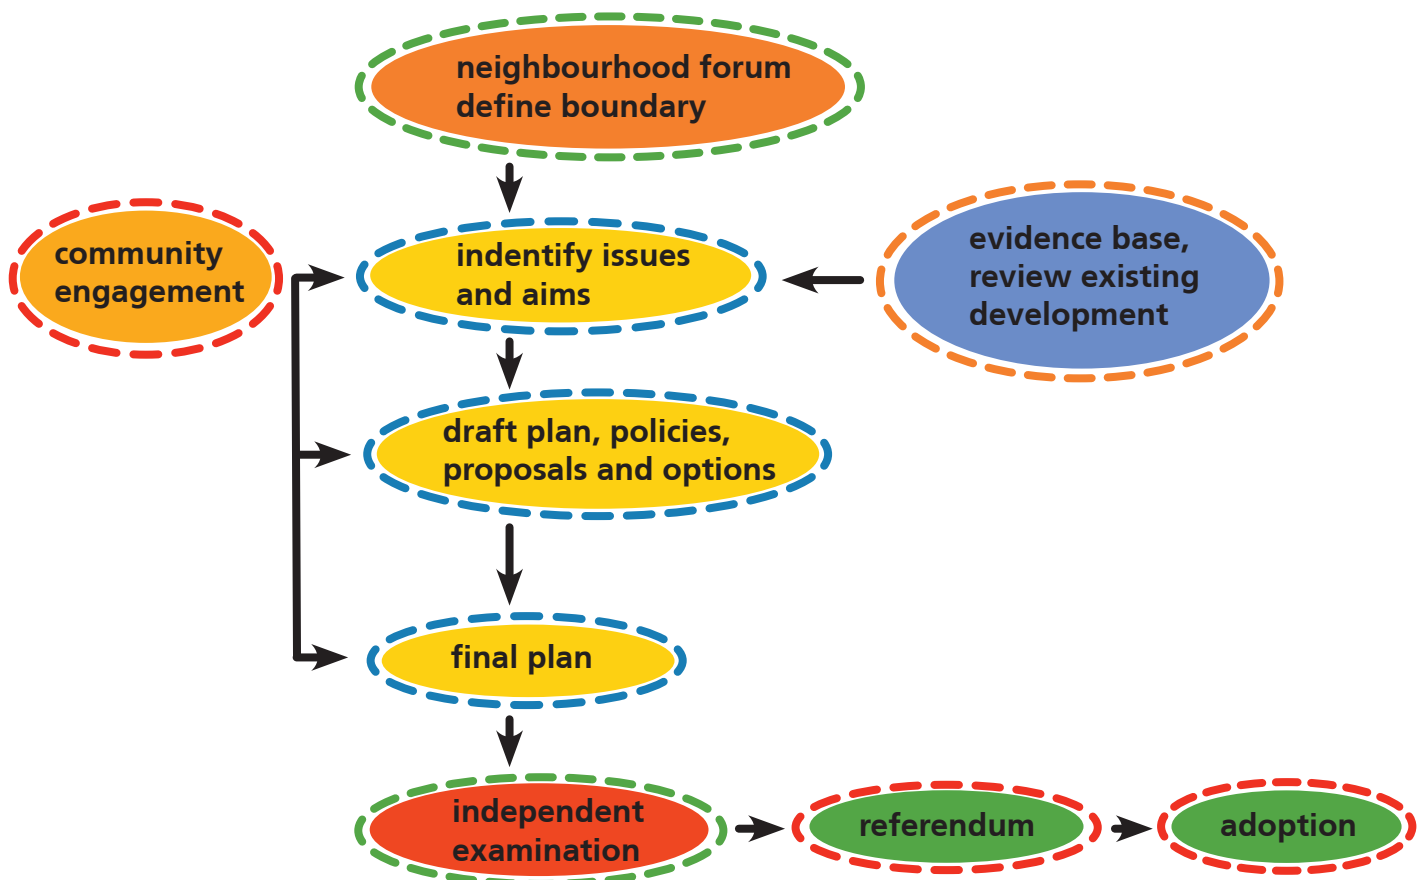 neighbourhood forum
define boundary
community
engagement
indentify issues
and aims
evidence base,
review existing
development
draft plan, policies,
proposals and options
final plan
independent
examination
referendum
adoption